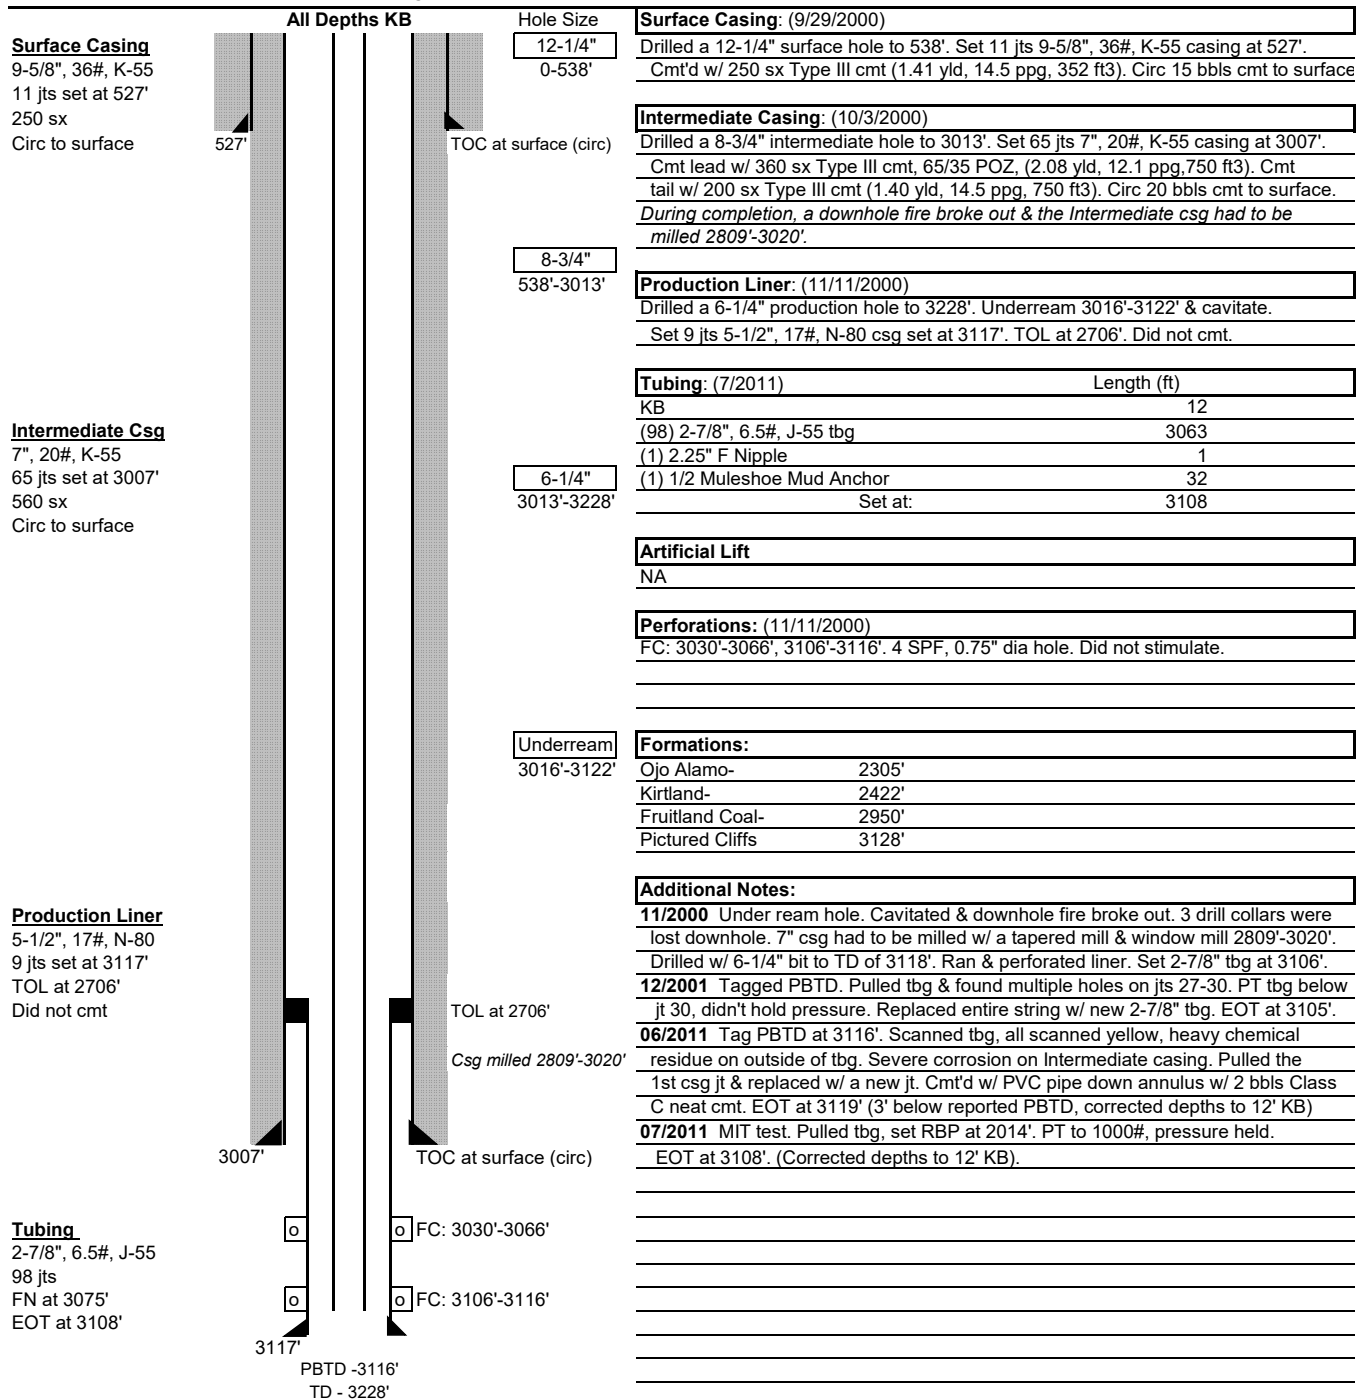 All Depths KB
Hole Size
Surface Casing
9-5/8", 36#, K-55
11 jts set at 527'
250 sx
Circ to surface
527'
TOC at surface (circ)
12-1/4"
0-538'
8-3/4"
538'-3013'
Intermediate Csg
7", 20#, K-55
65 jts set at 3007'
560 sx
Circ to surface
6-1/4"
3013'-3228'
Underream
3016'-3122'
Production Liner
5-1/2", 17#, N-80
9 jts set at 3117'
TOL at 2706'
Did not cmt
TOL at 2706'
Csg milled 2809'-3020'
3007'
TOC at surface (circ)
Tubing
2-7/8", 6.5#, J-55
98 jts
FN at 3075'
EOT at 3108'
o
o
FC: 3030'-3066'
o
o
FC: 3106'-3116'
3117'
PBTD -3116'
TD - 3228'
Surface Casing: (9/29/2000)
Drilled a 12-1/4" surface hole to 538'. Set 11 jts 9-5/8", 36#, K-55 casing at 527'.
Cmt'd w/ 250 sx Type III cmt (1.41 yld, 14.5 ppg, 352 ft3). Circ 15 bbls cmt to surface
Intermediate Casing: (10/3/2000)
Drilled a 8-3/4" intermediate hole to 3013'. Set 65 jts 7", 20#, K-55 casing at 3007'.
Cmt lead w/ 360 sx Type III cmt, 65/35 POZ, (2.08 yld, 12.1 ppg,750 ft3). Cmt
tail w/ 200 sx Type III cmt (1.40 yld, 14.5 ppg, 750 ft3). Circ 20 bbls cmt to surface.
During completion, a downhole fire broke out & the Intermediate csg had to be
milled 2809'-3020'.
Production Liner: (11/11/2000)
Drilled a 6-1/4" production hole to 3228'. Underream 3016'-3122' & cavitate.
Set 9 jts 5-1/2", 17#, N-80 csg set at 3117'. TOL at 2706'. Did not cmt.
Tubing: (7/2011) Length (ft)
KB 12
(98) 2-7/8", 6.5#, J-55 tbg 3063
(1) 2.25" F Nipple 1
(1) 1/2 Muleshoe Mud Anchor 32
Set at: 3108
Artificial Lift
NA
Perforations: (11/11/2000)
FC: 3030'-3066', 3106'-3116'. 4 SPF, 0.75" dia hole. Did not stimulate.
Formations:
Ojo Alamo- 2305'
Kirtland- 2422'
Fruitland Coal- 2950'
Pictured Cliffs 3128'
Additional Notes:
11/2000 Under ream hole. Cavitated & downhole fire broke out. 3 drill collars were
lost downhole. 7" csg had to be milled w/ a tapered mill & window mill 2809'-3020'.
Drilled w/ 6-1/4" bit to TD of 3118'. Ran & perforated liner. Set 2-7/8" tbg at 3106'.
12/2001 Tagged PBTD. Pulled tbg & found multiple holes on jts 27-30. PT tbg below
jt 30, didn't hold pressure. Replaced entire string w/ new 2-7/8" tbg. EOT at 3105'.
06/2011 Tag PBTD at 3116'. Scanned tbg, all scanned yellow, heavy chemical
residue on outside of tbg. Severe corrosion on Intermediate casing. Pulled the
1st csg jt & replaced w/ a new jt. Cmt'd w/ PVC pipe down annulus w/ 2 bbls Class
C neat cmt. EOT at 3119' (3' below reported PBTD, corrected depths to 12' KB)
07/2011 MIT test. Pulled tbg, set RBP at 2014'. PT to 1000#, pressure held.
EOT at 3108'. (Corrected depths to 12' KB).